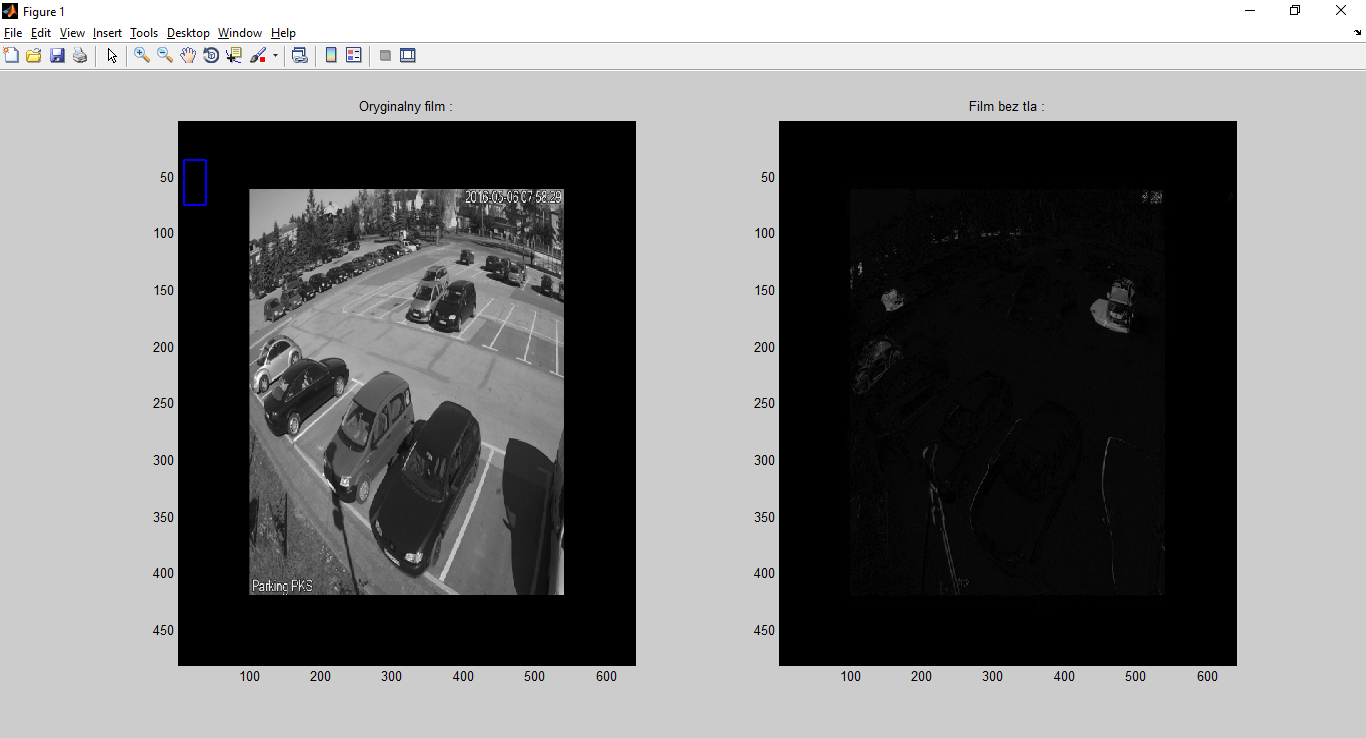 Figure 1
File Edit View Insert Tools Desktop Window Help
Oryginalny film :
50
100
150
200
250
300
350
400
450
100 200 300 400 500 600
2016-05-06 07:58:29
Parking PKS
Film bez tla :
50
100
150
200
250
300
350
400
450
100 200 300 400 500 600